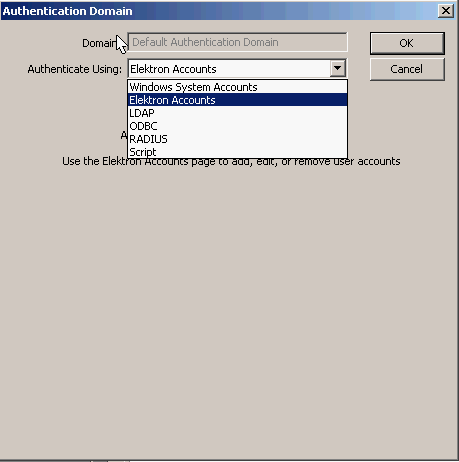 Authentication Domain
Domain: Default Authentication Domain
OK
Authenticate Using: Elektron Accounts
Cancel
Windows System Accounts
Elektron Accounts
LDAP
ODBC
RADIUS
Script
Use the Elektron Accounts page to add, edit, or remove user accounts